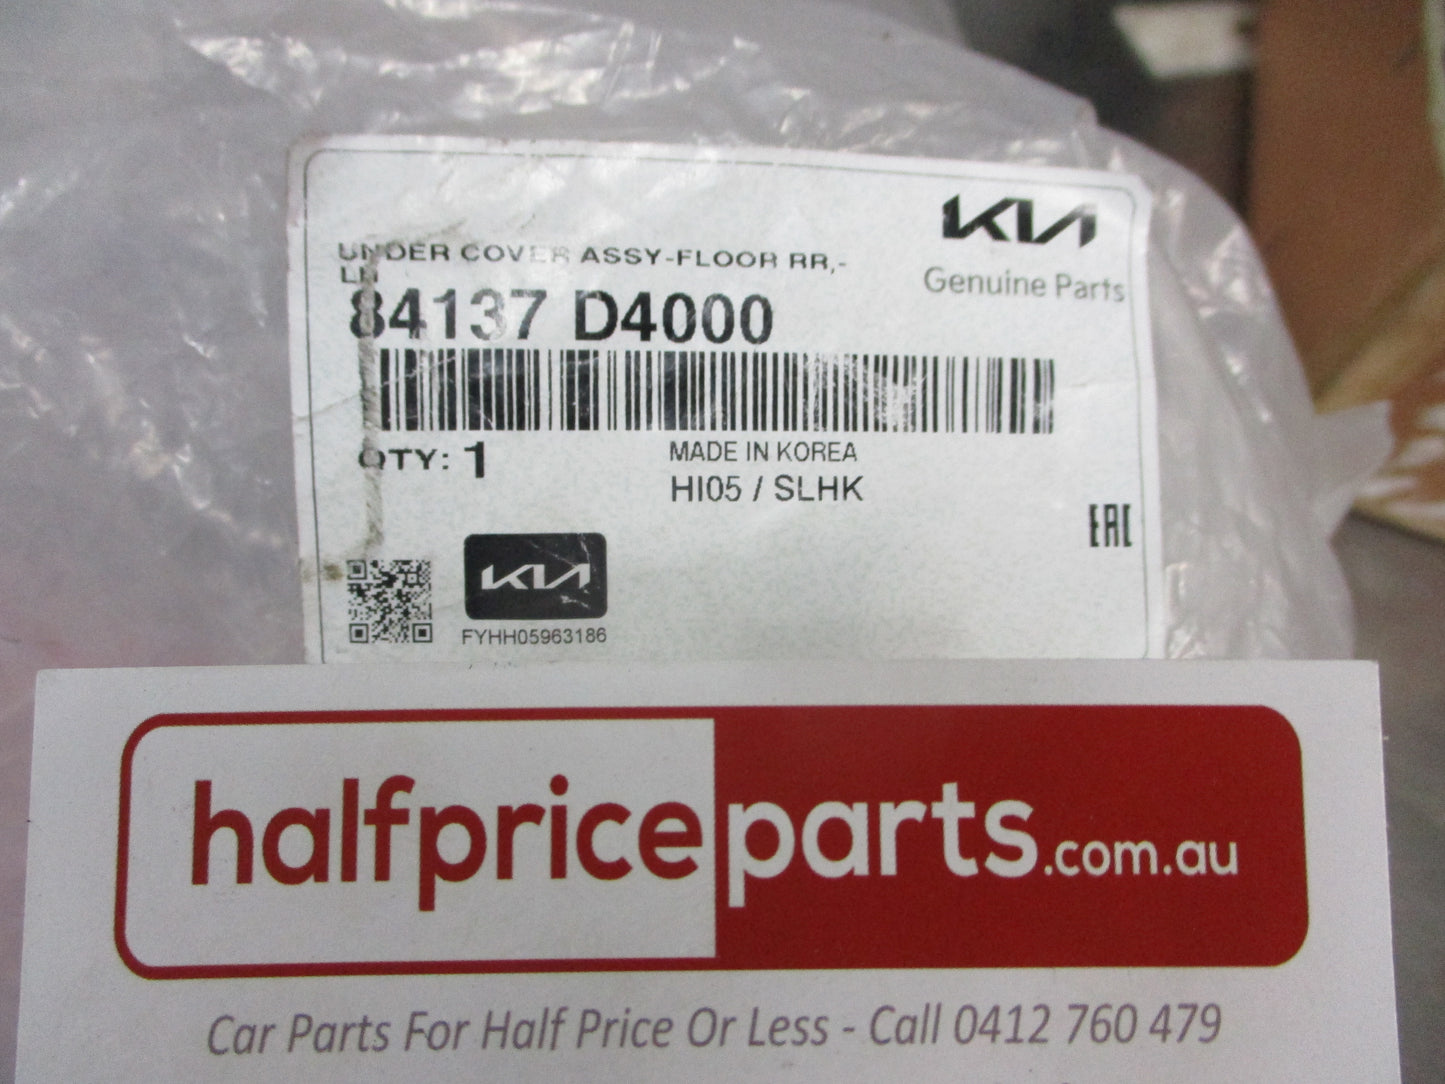 KIA
Genuine Parts
UNDER COVER ASSY-FLOOR RR,-
LH
84137 D4000
QTY: 1
MADE IN KOREA
HI05 / SLHK
EAC
KIA
FYHH05963186
halfpriceparts.com.au
Car Parts For Half Price Or Less - Call 0412 760 479